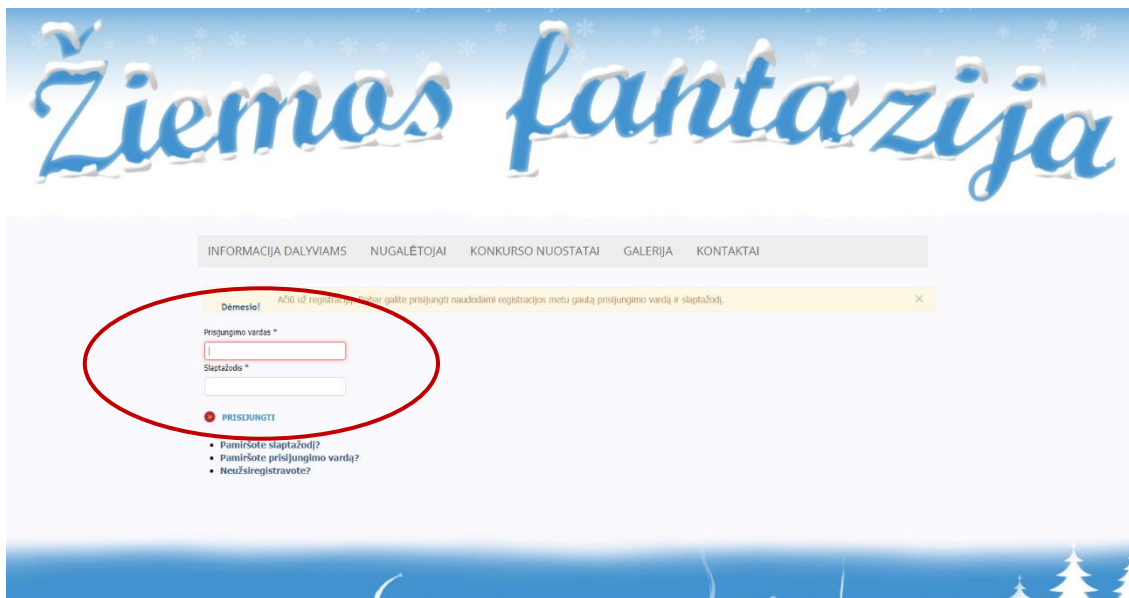 Žiemos fantazija
INFORMACIJA DALYVIAMS NUGALĖTOJAI KONKURSO NUOSTATAI GALERIJA KONTAKTAI
Dėmesio! Ačiū už registraciją. Dabar galite prisijungti naudodami registracijos metu gautą prisijungimo vardą ir slaptažodį. ×
Prisijungimo vardas *
Slaptažodis *
PRISIJUNGTI
• Pamiršote slaptažodį?
• Pamiršote prisijungimo vardą?
• Neužsiregistravote?